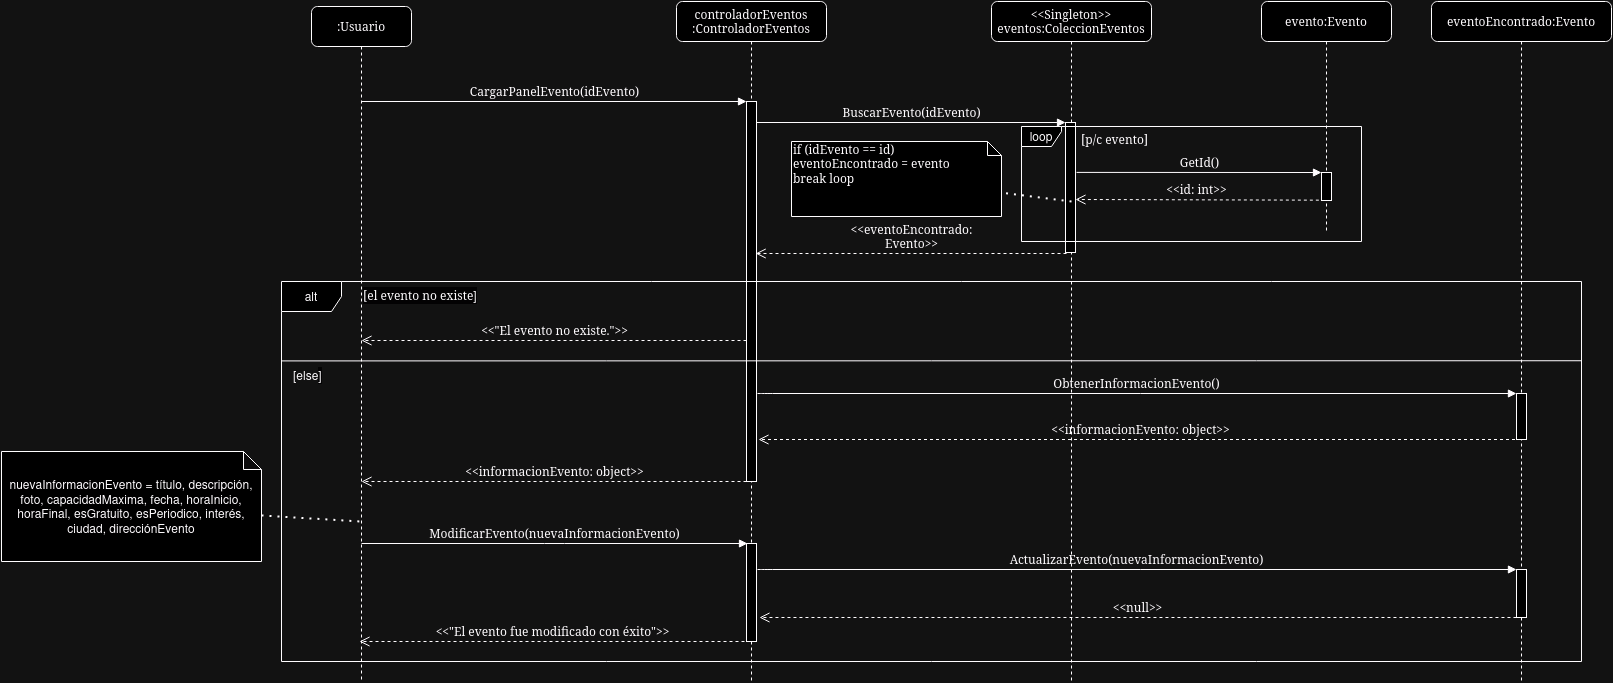 :Usuario
controladorEventos
:ControladorEventos
<<Singleton>>
eventos:ColeccionEventos
evento:Evento
eventoEncontrado:Evento
CargarPanelEvento(idEvento)
BuscarEvento(idEvento)
loop
[p/c evento]
if (idEvento == id)
eventoEncontrado = evento
break loop
GetId()
<<id: int>>
<<eventoEncontrado:
Evento>>
alt
[el evento no existe]
<<"El evento no existe.">>
[else]
ObtenerInformacionEvento()
<<informacionEvento: object>>
<<informacionEvento: object>>
nuevaInformacionEvento = título, descripción,
foto, capacidadMaxima, fecha, horaInicio,
horaFinal, esGratuito, esPeriodico, interés,
ciudad, direcciónEvento
ModificarEvento(nuevaInformacionEvento)
ActualizarEvento(nuevaInformacionEvento)
<<null>>
<<"El evento fue modificado con éxito">>